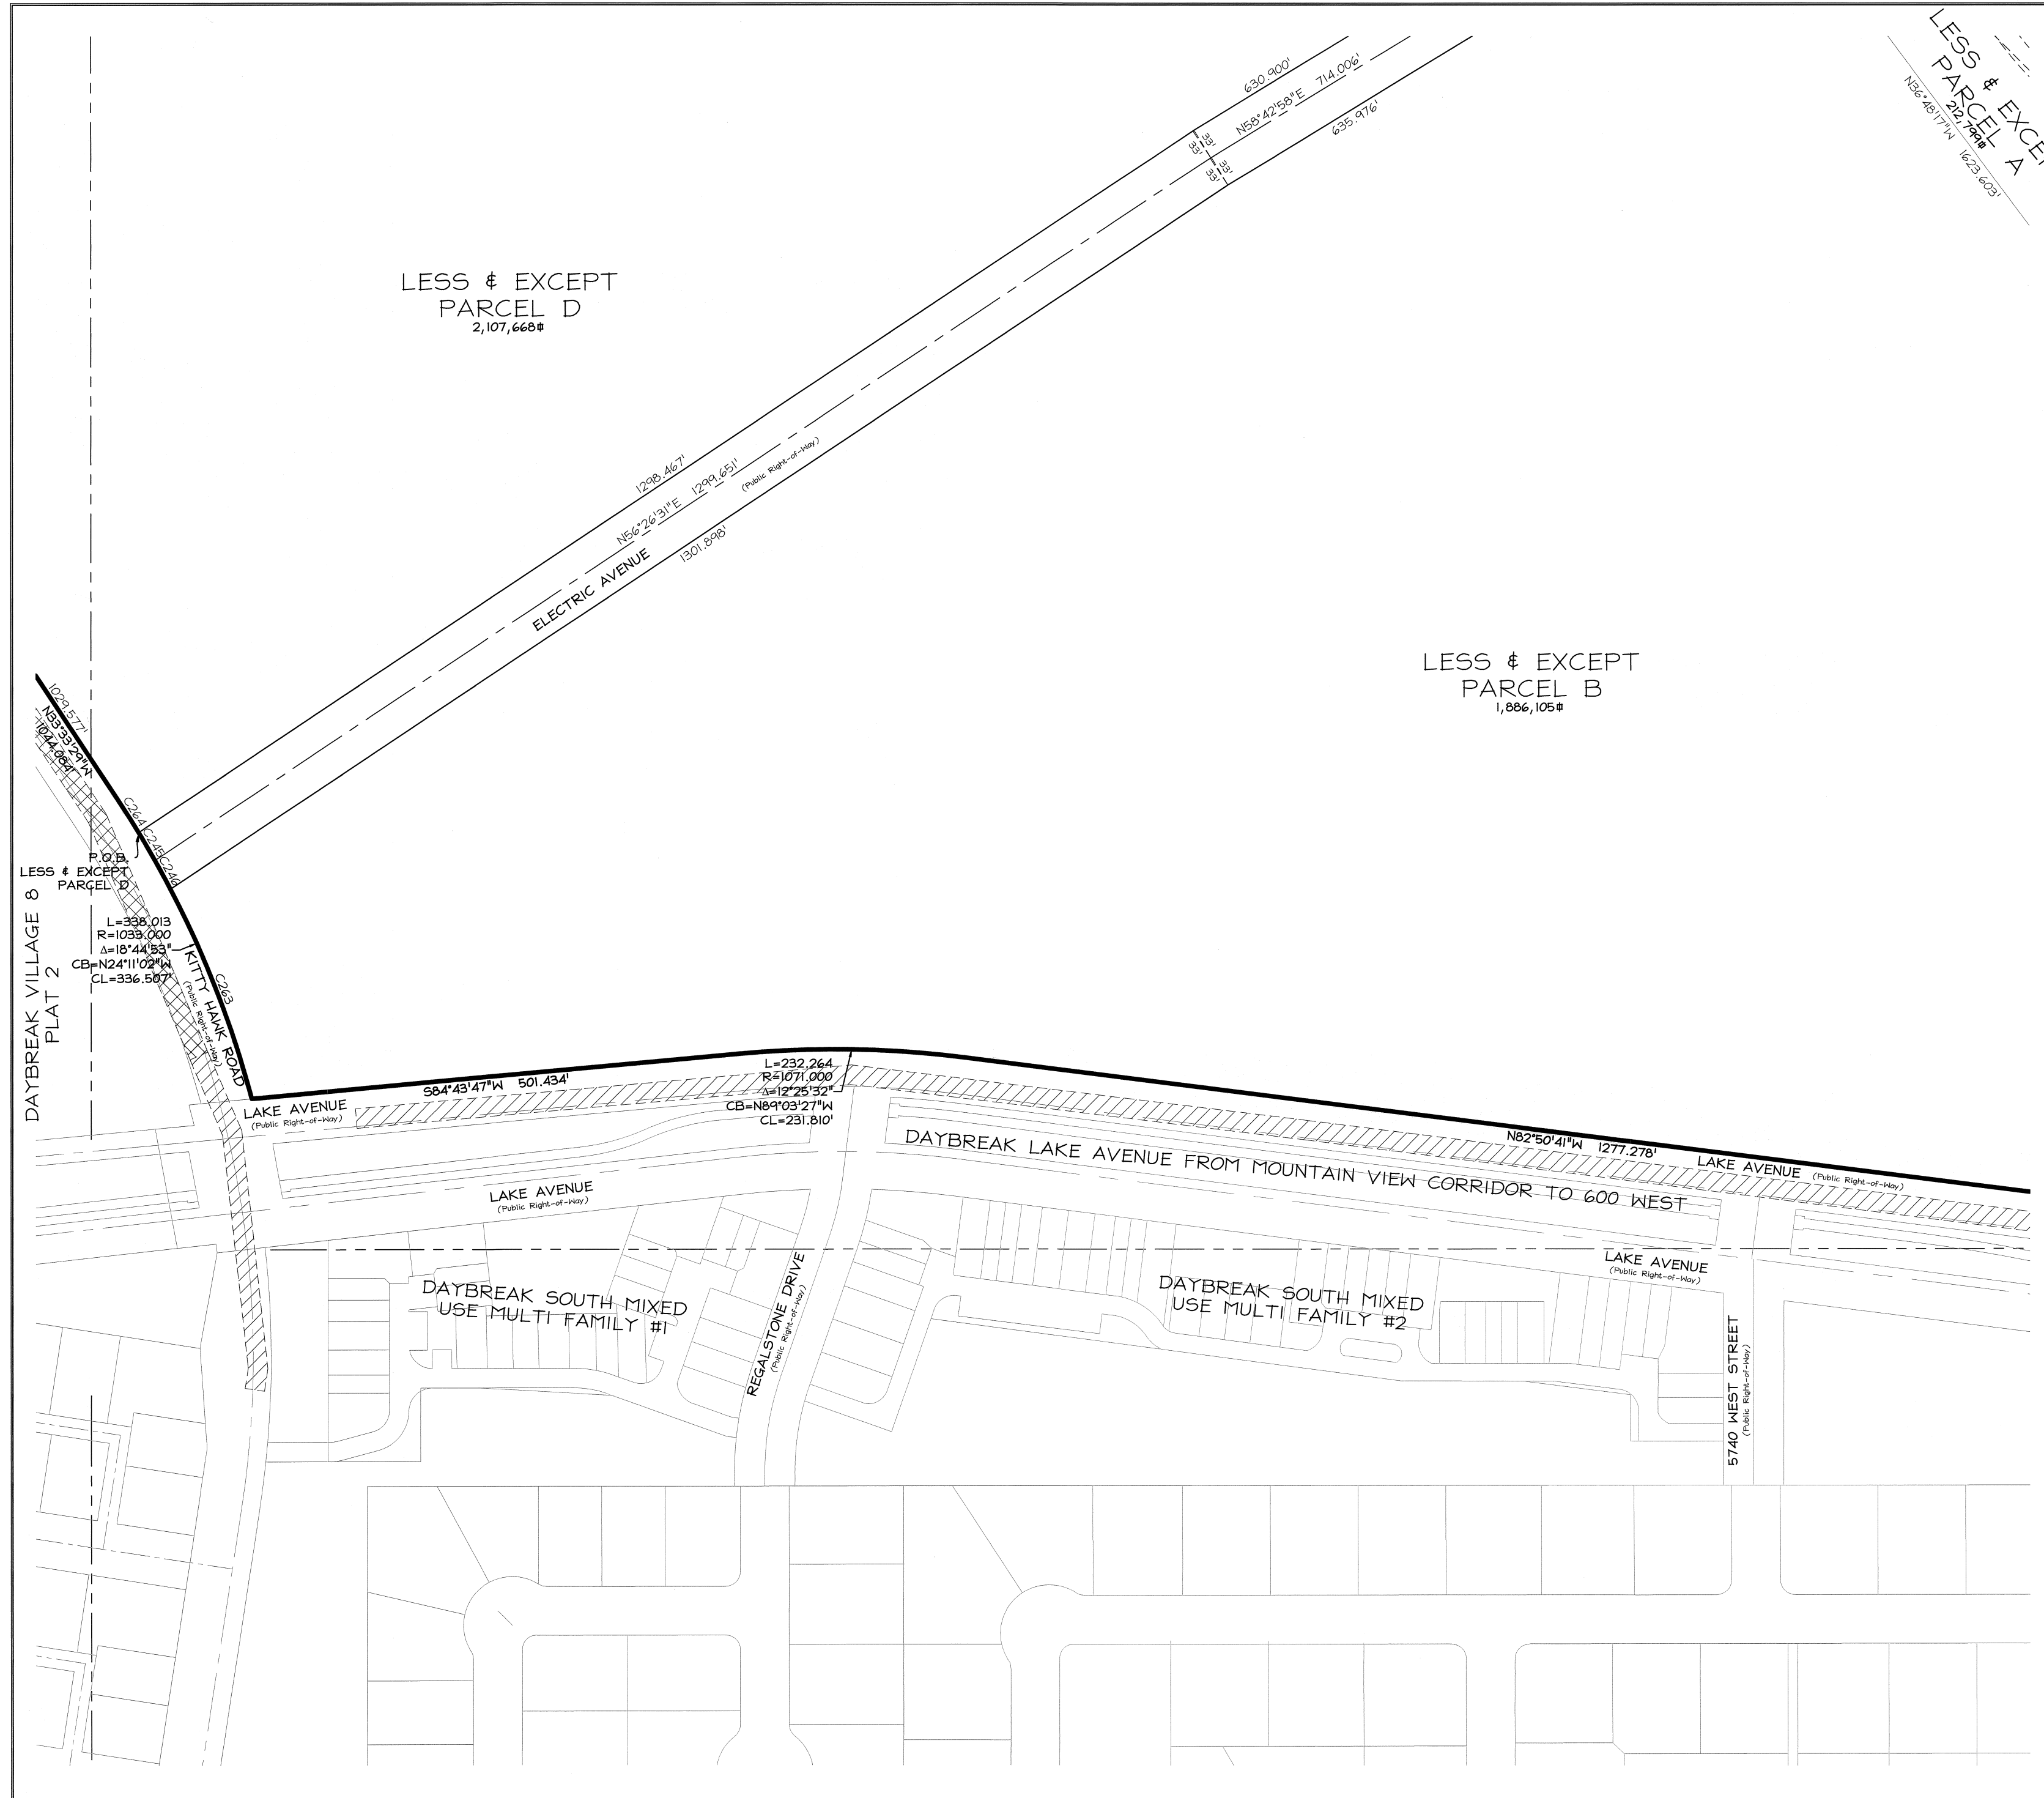 LESS & EXCEPT
PARCEL D
2,107,668⌗
630.900'
N58°42'58"E 714.006'
635.976'
33'
33'
33'
33'
LESS & EXCE
PARCEL A
212,799⌗
N36°48'17"W 1623.603'
1298.467'
N56°26'31"E 1299.651'
(Public Right-of-Way)
1301.898'
ELECTRIC AVENUE
LESS & EXCEPT
PARCEL B
1,886,105⌗
1029.577'
N33°33'29"W
1044.084'
C264
C245
C246
P.O.B.
LESS & EXCEPT
PARCEL D
DAYBREAK VILLAGE 8
PLAT 2
L=338.013
R=1033.000
Δ=18°44'53"
CB=N24°11'02"W
CL=336.507'
KITTY HAWK ROAD
(Public Right-of-Way)
C263
S84°43'47"W 501.434'
LAKE AVENUE
(Public Right-of-Way)
L=232.264
R=1071.000
Δ=12°25'32"
CB=N89°03'27"W
CL=231.810'
N82°50'41"W 1277.278'
LAKE AVENUE (Public Right-of-Way)
DAYBREAK LAKE AVENUE FROM MOUNTAIN VIEW CORRIDOR TO 600 WEST
LAKE AVENUE
(Public Right-of-Way)
LAKE AVENUE
(Public Right-of-Way)
DAYBREAK SOUTH MIXED
USE MULTI FAMILY #1
REGALSTONE DRIVE
(Public Right-of-Way)
DAYBREAK SOUTH MIXED
USE MULTI FAMILY #2
5740 WEST STREET
(Public Right-of-Way)